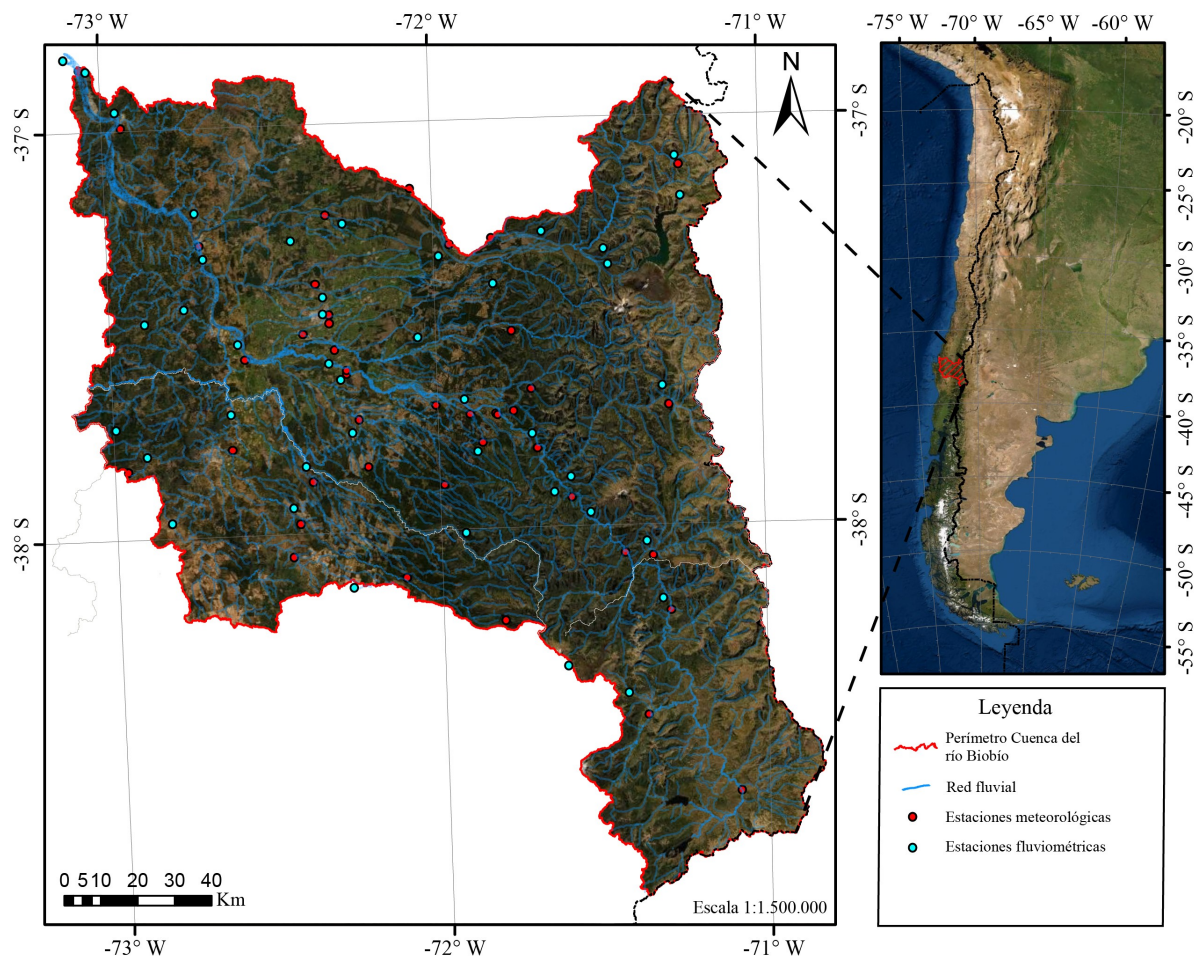 -73° W
-72° W
-71° W
-75° W
-70° W
-65° W
-60° W
N
-37° S
-37° S
-38° S
-38° S
-20° S
-25° S
-30° S
-35° S
-40° S
-45° S
-50° S
-55° S
0 5 10 20 30 40
Km
Escala 1:1.500.000
-73° W
-72° W
-71° W
Leyenda
Perímetro Cuenca del
río Biobío
Red fluvial
Estaciones meteorológicas
Estaciones fluviométricas